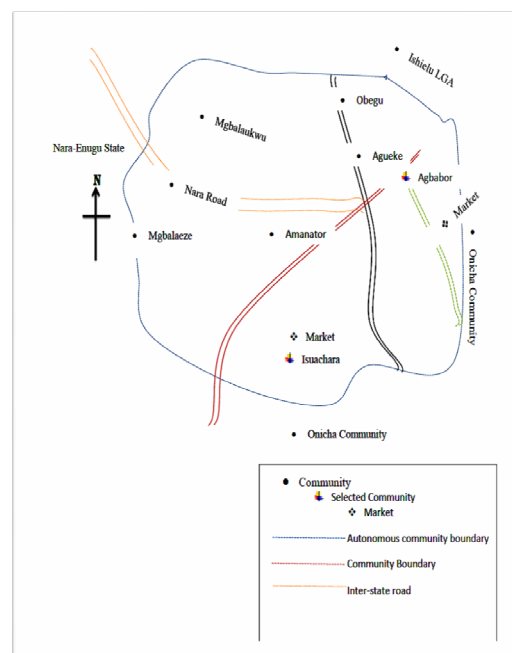 Ishielu LGA
Obegu
Mgbalaukwu
Nara-Enugu State
Agueke
Agbabor
N
Nara Road
Market
Mgbalaeze
Amanator
Onicha Community
Market
Isuachara
Onicha Community
Community
Selected Community
Market
Autonomous community boundary
Community Boundary
Inter-state road